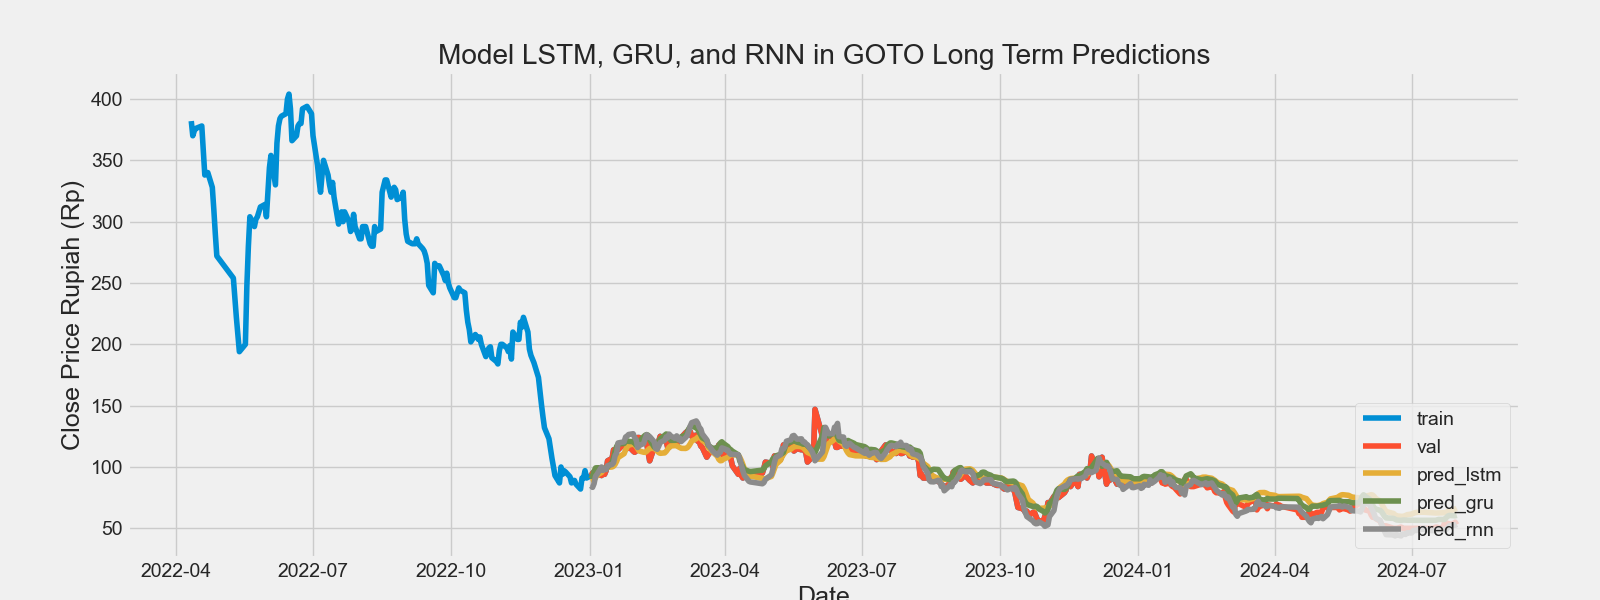 Model LSTM, GRU, and RNN in GOTO Long Term Predictions
Close Price Rupiah (Rp)
400
350
300
250
200
150
100
50
train
val
pred_lstm
pred_gru
pred_rnn
2022-04 2022-07 2022-10 2023-01 2023-04 2023-07 2023-10 2024-01 2024-04 2024-07
Date